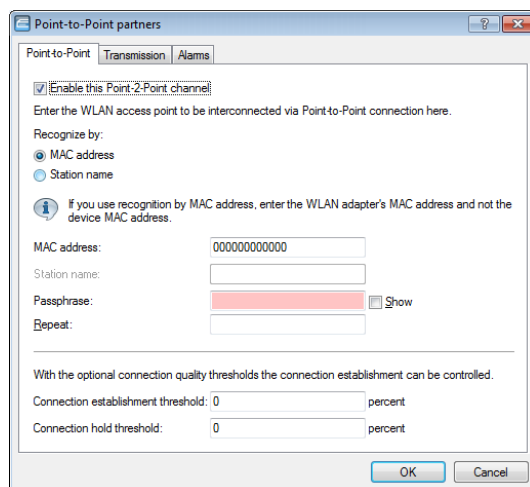 Point-to-Point partners
Point-to-Point Transmission Alarms
Enable this Point-2-Point channel
Enter the WLAN access point to be interconnected via Point-to-Point connection here.
Recognize by:
MAC address
Station name
If you use recognition by MAC address, enter the WLAN adapter's MAC address and not the
device MAC address.
MAC address: 000000000000
Station name:
Passphrase: Show
Repeat:
With the optional connection quality thresholds the connection establishment can be controlled.
Connection establishment threshold: 0 percent
Connection hold threshold: 0 percent
OK Cancel